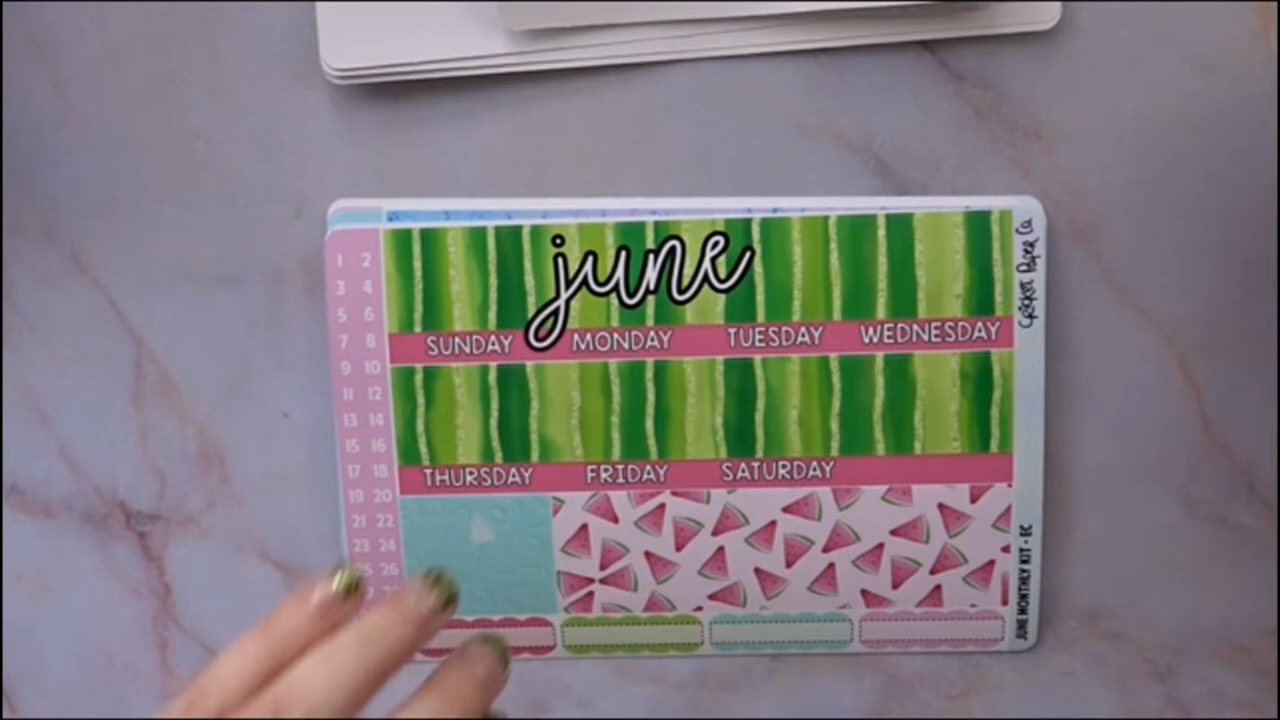 june
SUNDAY MONDAY TUESDAY WEDNESDAY
THURSDAY FRIDAY SATURDAY
1 2
3 4
5 6
7 8
9 10
11 12
13 14
15 16
17 18
19 20
21 22
23 24
26
Cricket Paper Co
JUNE MONTHLY KIT - EC